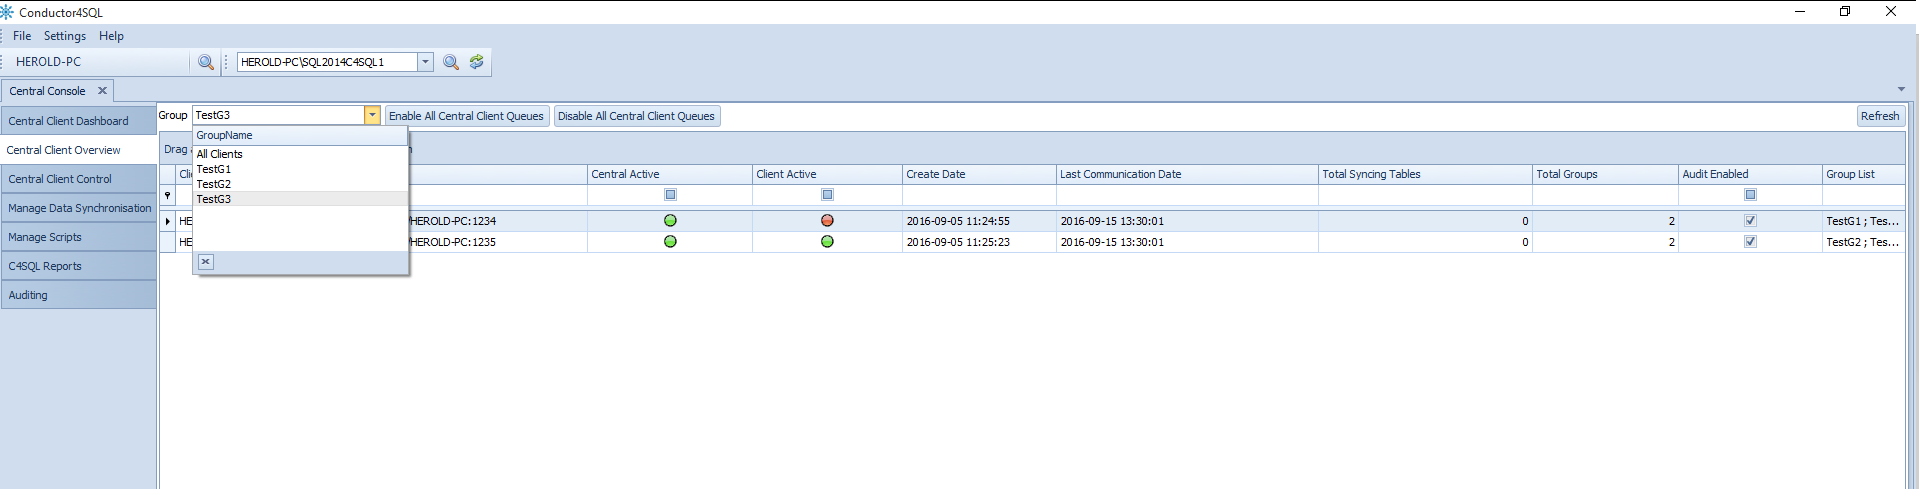 Conductor4SQL
File Settings Help
HEROLD-PC HEROLD-PC\SQL2014C4SQL1
Central Console
Group TestG3 Enable All Central Client Queues Disable All Central Client Queues Refresh
Central Client Dashboard
Central Client Overview
Central Client Control
Manage Data Synchronisation
Manage Scripts
C4SQL Reports
Auditing
GroupName
All Clients
TestG1
TestG2
TestG3
Drag
Central Active Client Active Create Date Last Communication Date Total Syncing Tables Total Groups Audit Enabled Group List
HE /HEROLD-PC:1234 2016-09-05 11:24:55 2016-09-15 13:30:01 0 2 TestG1 ; Tes...
HE /HEROLD-PC:1235 2016-09-05 11:25:23 2016-09-15 13:30:01 0 2 TestG2 ; Tes...